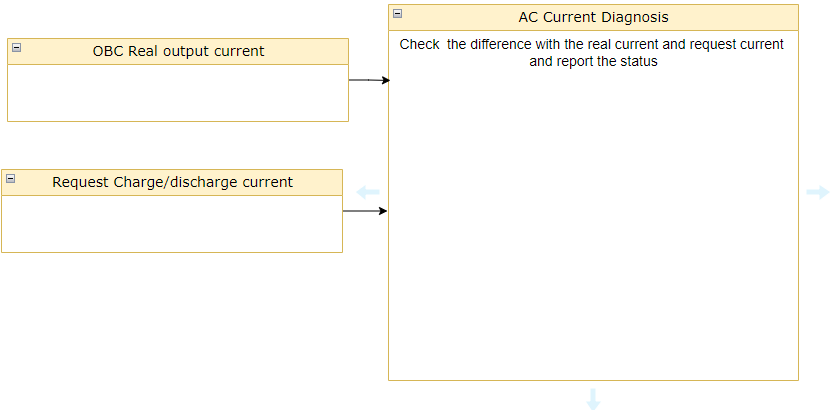 AC Current Diagnosis
OBC Real output current
Check the difference with the real current and request current
and report the status
Request Charge/discharge current